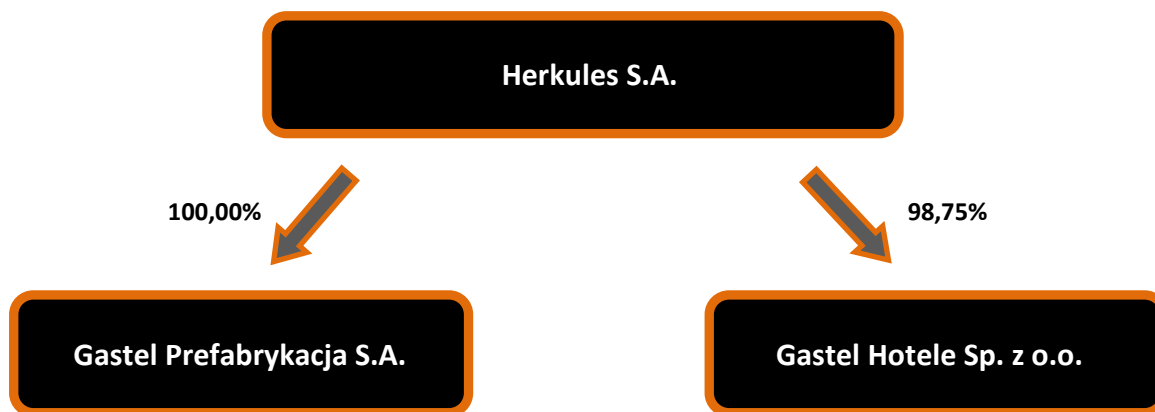 Herkules S.A.
100,00%
98,75%
Gastel Prefabrykacja S.A.
Gastel Hotele Sp. z o.o.